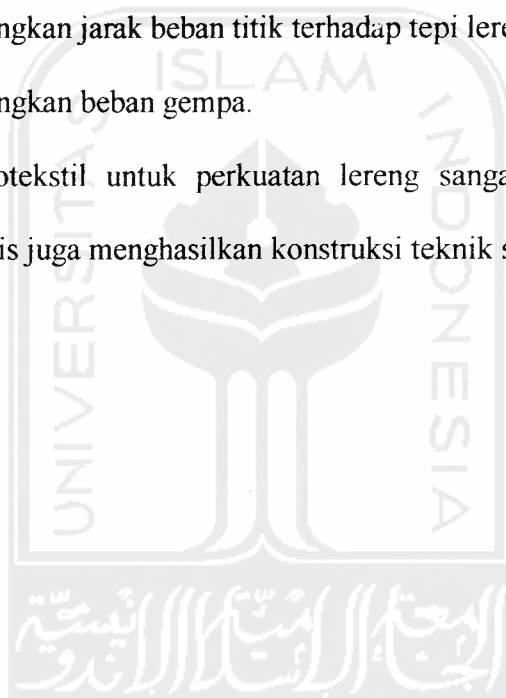 ngkan jarak beban titik terhadap tepi lere
ngkan beban gempa.
otekstil untuk perkuatan lereng sanga
is juga menghasilkan konstruksi teknik s
ISLAM
UNIVERSITAS
INDONESIA